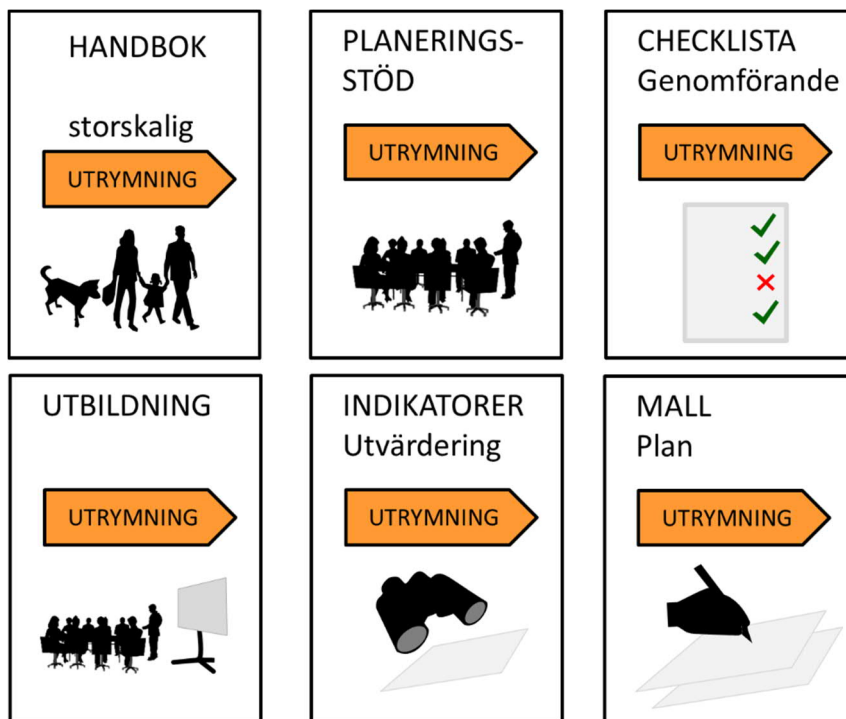 HANDBOK
storskalig
UTRYMNING
PLANERINGS-
STÖD
UTRYMNING
CHECKLISTA
Genomförande
UTRYMNING
UTBILDNING
UTRYMNING
INDIKATORER
Utvärdering
UTRYMNING
MALL
Plan
UTRYMNING